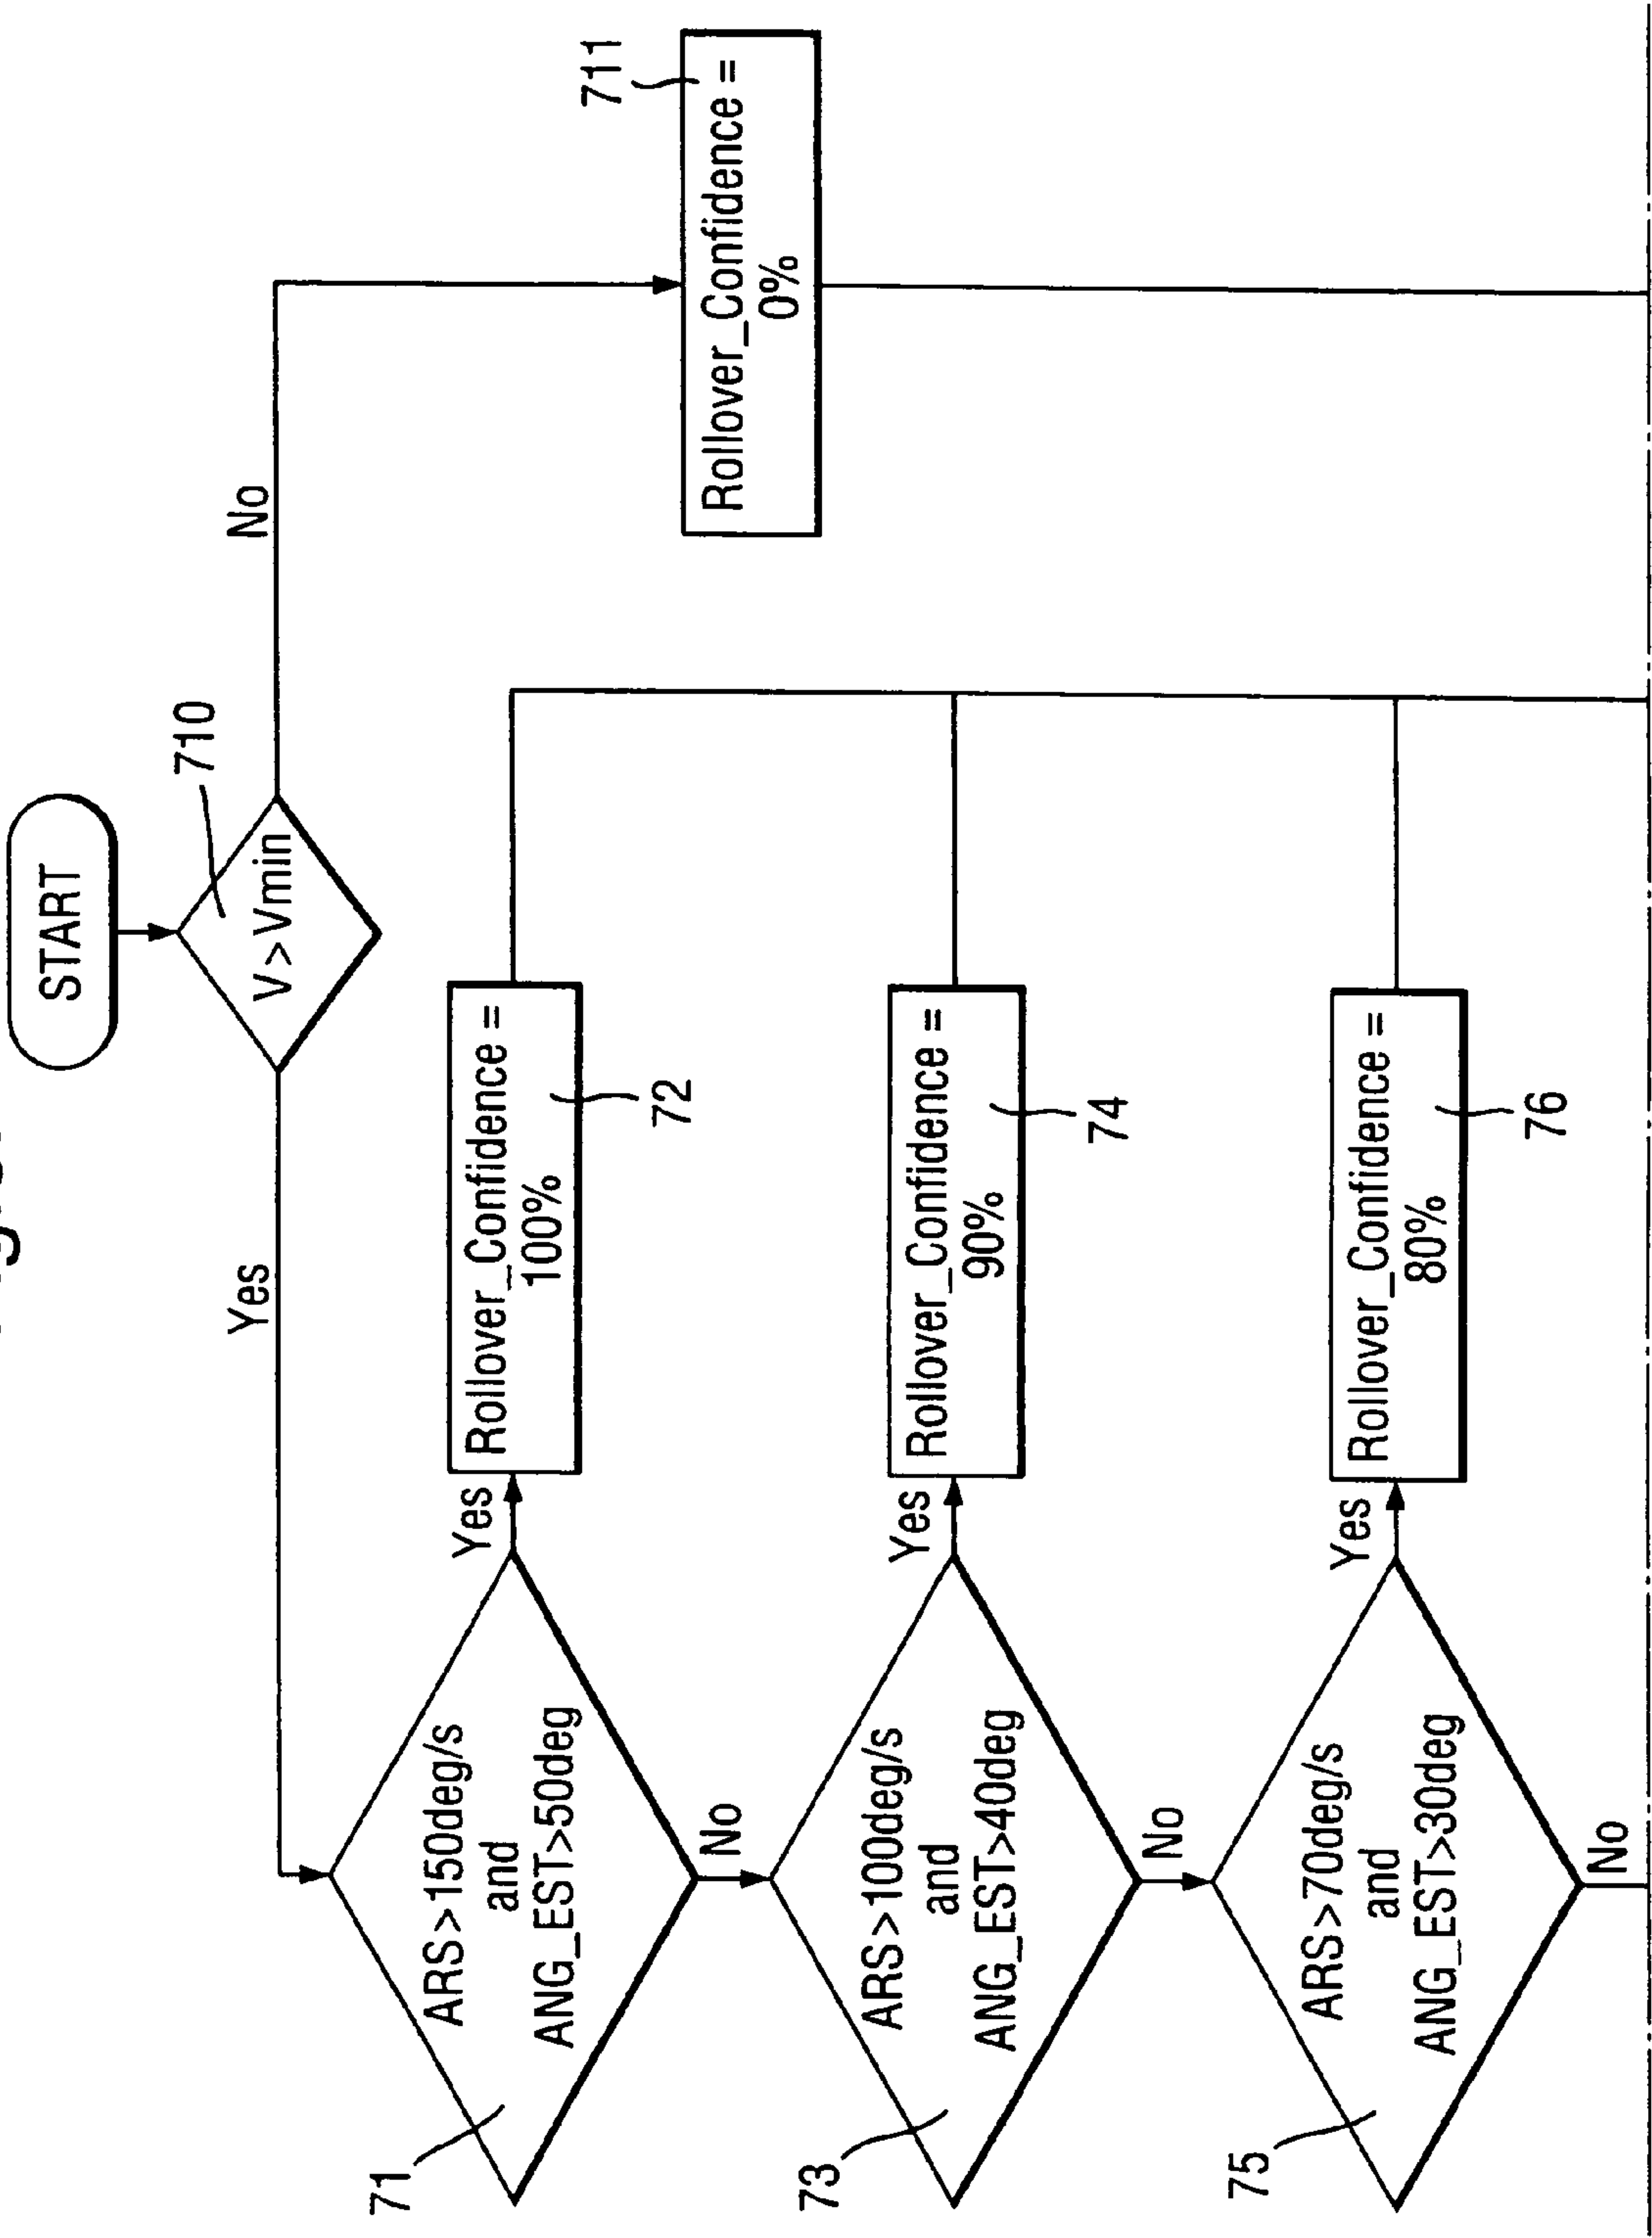 START
V>Vmin
710
Yes
No
ARS>150deg/s
and
ANG_EST>50deg
71
Yes
Rollover_Confidence =
100%
72
Rollover_Confidence =
0%
711
No
ARS>100deg/s
and
ANG_EST>40deg
73
Yes
Rollover_Confidence =
90%
74
No
ARS>70deg/s
and
ANG_EST>30deg
75
Yes
Rollover_Confidence =
80%
76
No